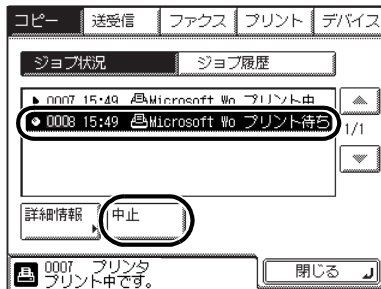 コピー 送受信 ファクス プリント デバイス
ジョブ状況 ジョブ履歴
0007 15:49 Microsoft Wo プリント中
0008 15:49 Microsoft Wo プリント待ち
1/1
詳細情報 中止
0007 プリンタ
プリント中です。
閉じる